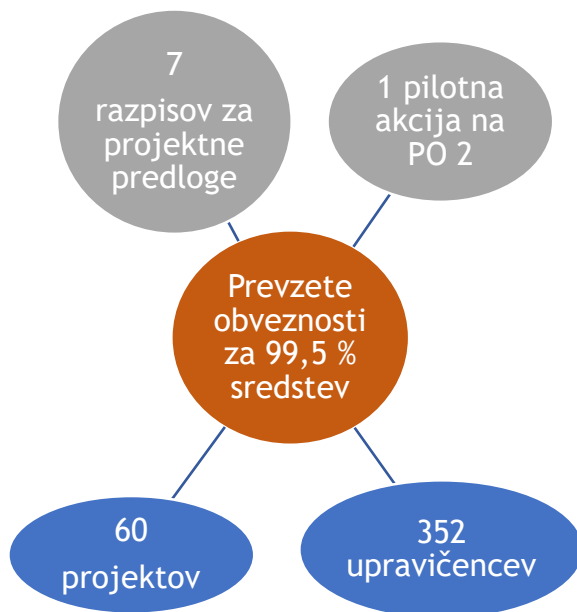 7
razpisov za
projektne
predloge
1 pilotna
akcija na
PO 2
Prevzete
obveznosti
za 99,5 %
sredstev
60
projektov
352
upravičencev